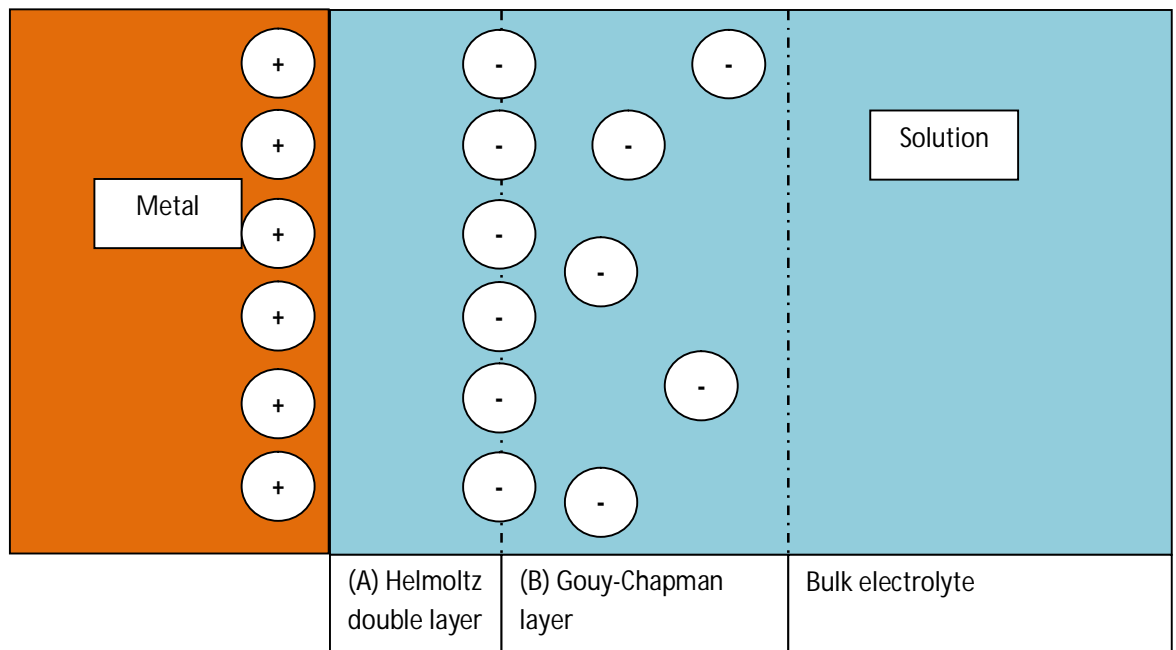 + - -
+ - - Solution
Metal
+ -
-
+ -
-
+ -
+ - -
(A) Helmoltz
double layer
(B) Gouy-Chapman
layer
Bulk electrolyte